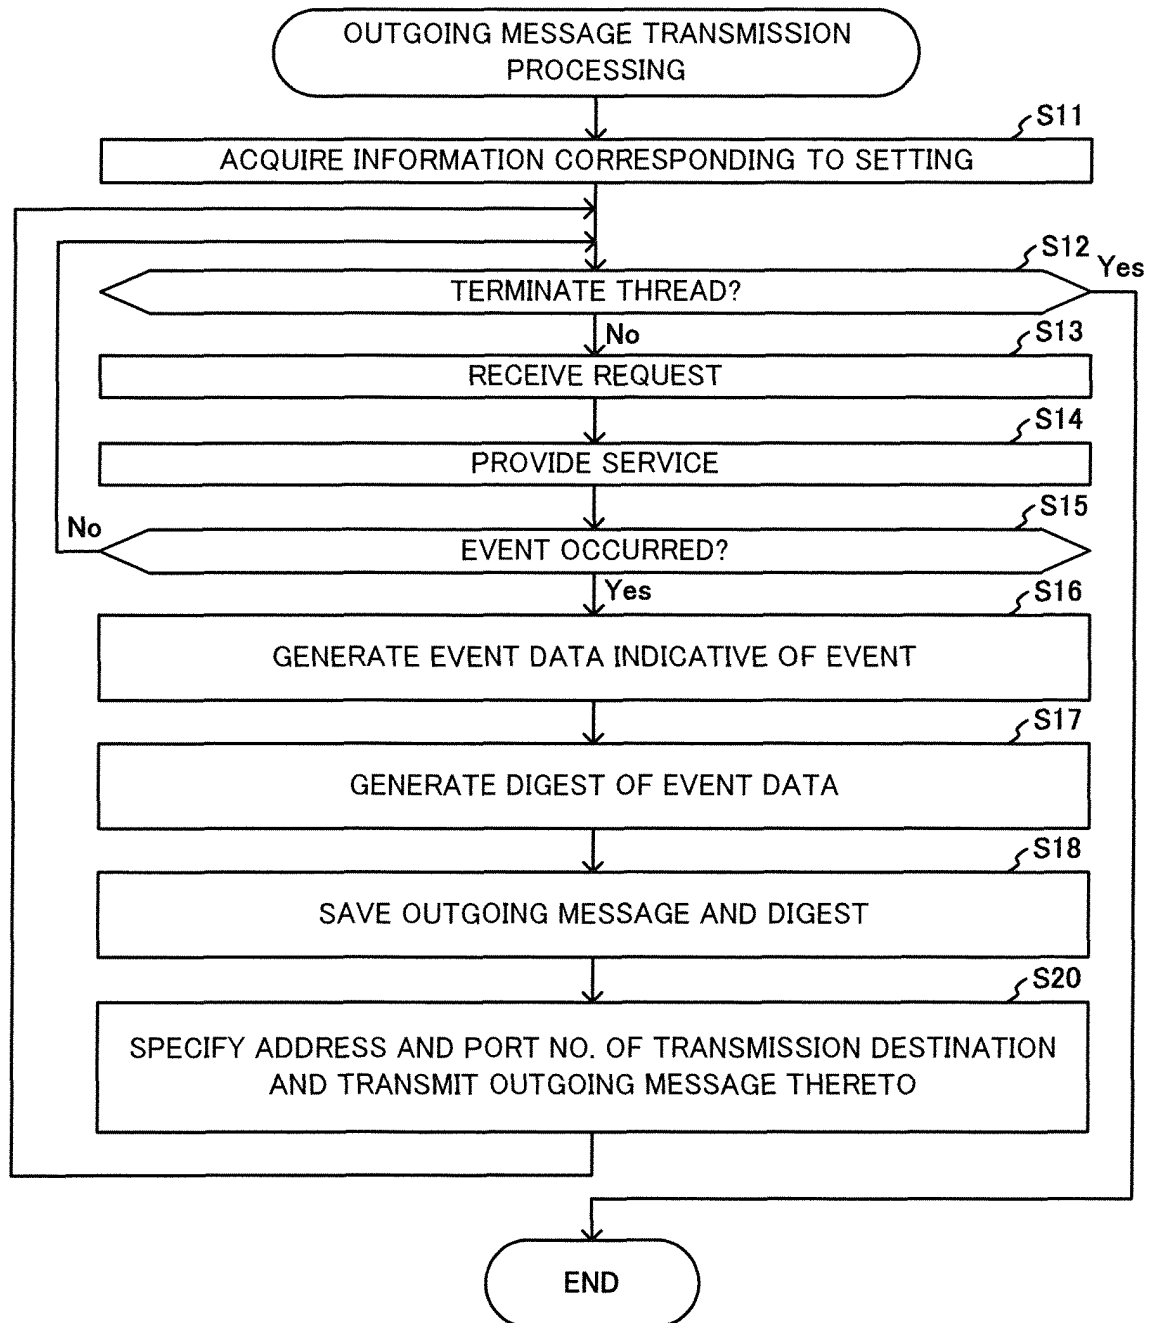 OUTGOING MESSAGE TRANSMISSION
PROCESSING
S11
ACQUIRE INFORMATION CORRESPONDING TO SETTING
S12
Yes
TERMINATE THREAD?
No
S13
RECEIVE REQUEST
S14
PROVIDE SERVICE
S15
No
EVENT OCCURRED?
Yes
S16
GENERATE EVENT DATA INDICATIVE OF EVENT
S17
GENERATE DIGEST OF EVENT DATA
S18
SAVE OUTGOING MESSAGE AND DIGEST
S20
SPECIFY ADDRESS AND PORT NO. OF TRANSMISSION DESTINATION
AND TRANSMIT OUTGOING MESSAGE THERETO
END